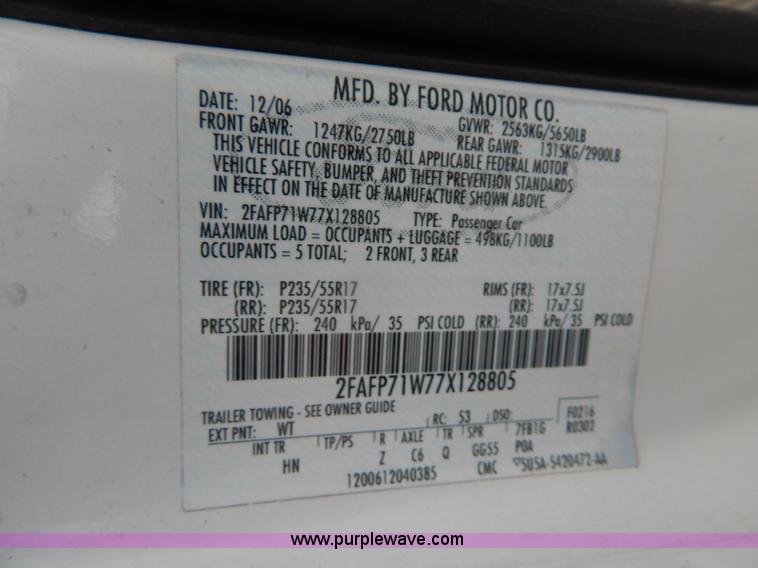 MFD. BY FORD MOTOR CO.
DATE: 12/06 GVWR: 2563KG/5650LB
FRONT GAWR: 1247KG/2750LB REAR GAWR: 1315KG/2900LB
THIS VEHICLE CONFORMS TO ALL APPLICABLE FEDERAL MOTOR
VEHICLE SAFETY, BUMPER, AND THEFT PREVENTION STANDARDS
IN EFFECT ON THE DATE OF MANUFACTURE SHOWN ABOVE.
VIN: 2FAFP71W77X128805 TYPE: Passenger Car
MAXIMUM LOAD = OCCUPANTS + LUGGAGE = 498KG/1100LB
OCCUPANTS = 5 TOTAL; 2 FRONT, 3 REAR
TIRE (FR): P235/55R17 RIMS (FR): 17x7.5J
(RR): P235/55R17 (RR): 17x7.5J
PRESSURE (FR): 240 kPa/ 35 PSI COLD (RR): 240 kPa/ 35 PSI COLD
2FAFP71W77X128805
TRAILER TOWING - SEE OWNER GUIDE
F0216
EXT PNT: WT RC: 53 DSO: R0302
INT TR TP/PS R AXLE TR SPR 7FB1G
HN Z C6 Q GG55 POA
1200612040385 CMC 5U5A-5420472-AA
www.purplewave.com